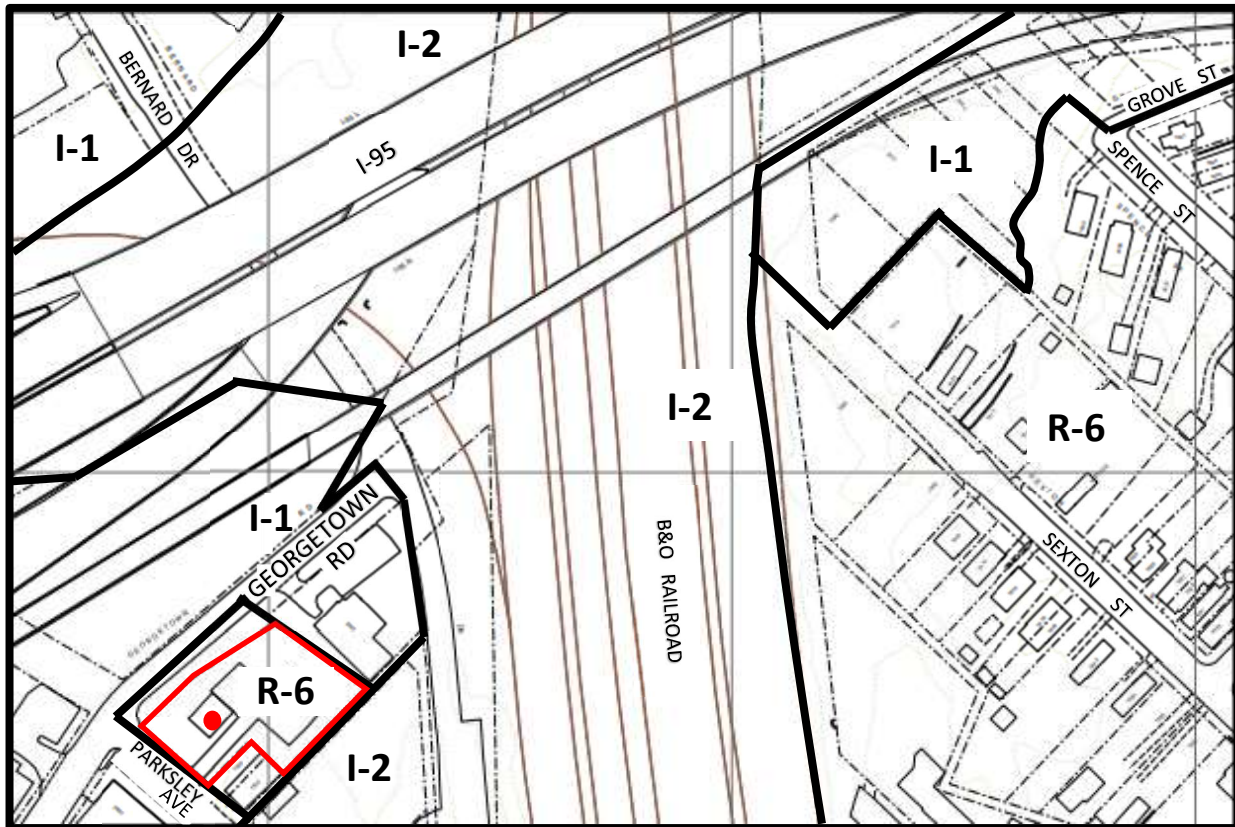 I-2
BERNARD
DR
I-1
I-95
GROVE ST
I-1
SPENCE
ST
I-2
R-6
I-1
GEORGETOWN
RD
GEORGETOWN
B&O RAILROAD
SEXTON
ST
R-6
I-2
PARKSLEY
AVE